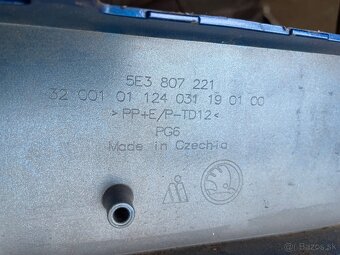 5E3 807 221
32 001 01 124 031 19 01 00
>PP+E/P-TD12<
PG6
Made in Czechia
Bazos.sk